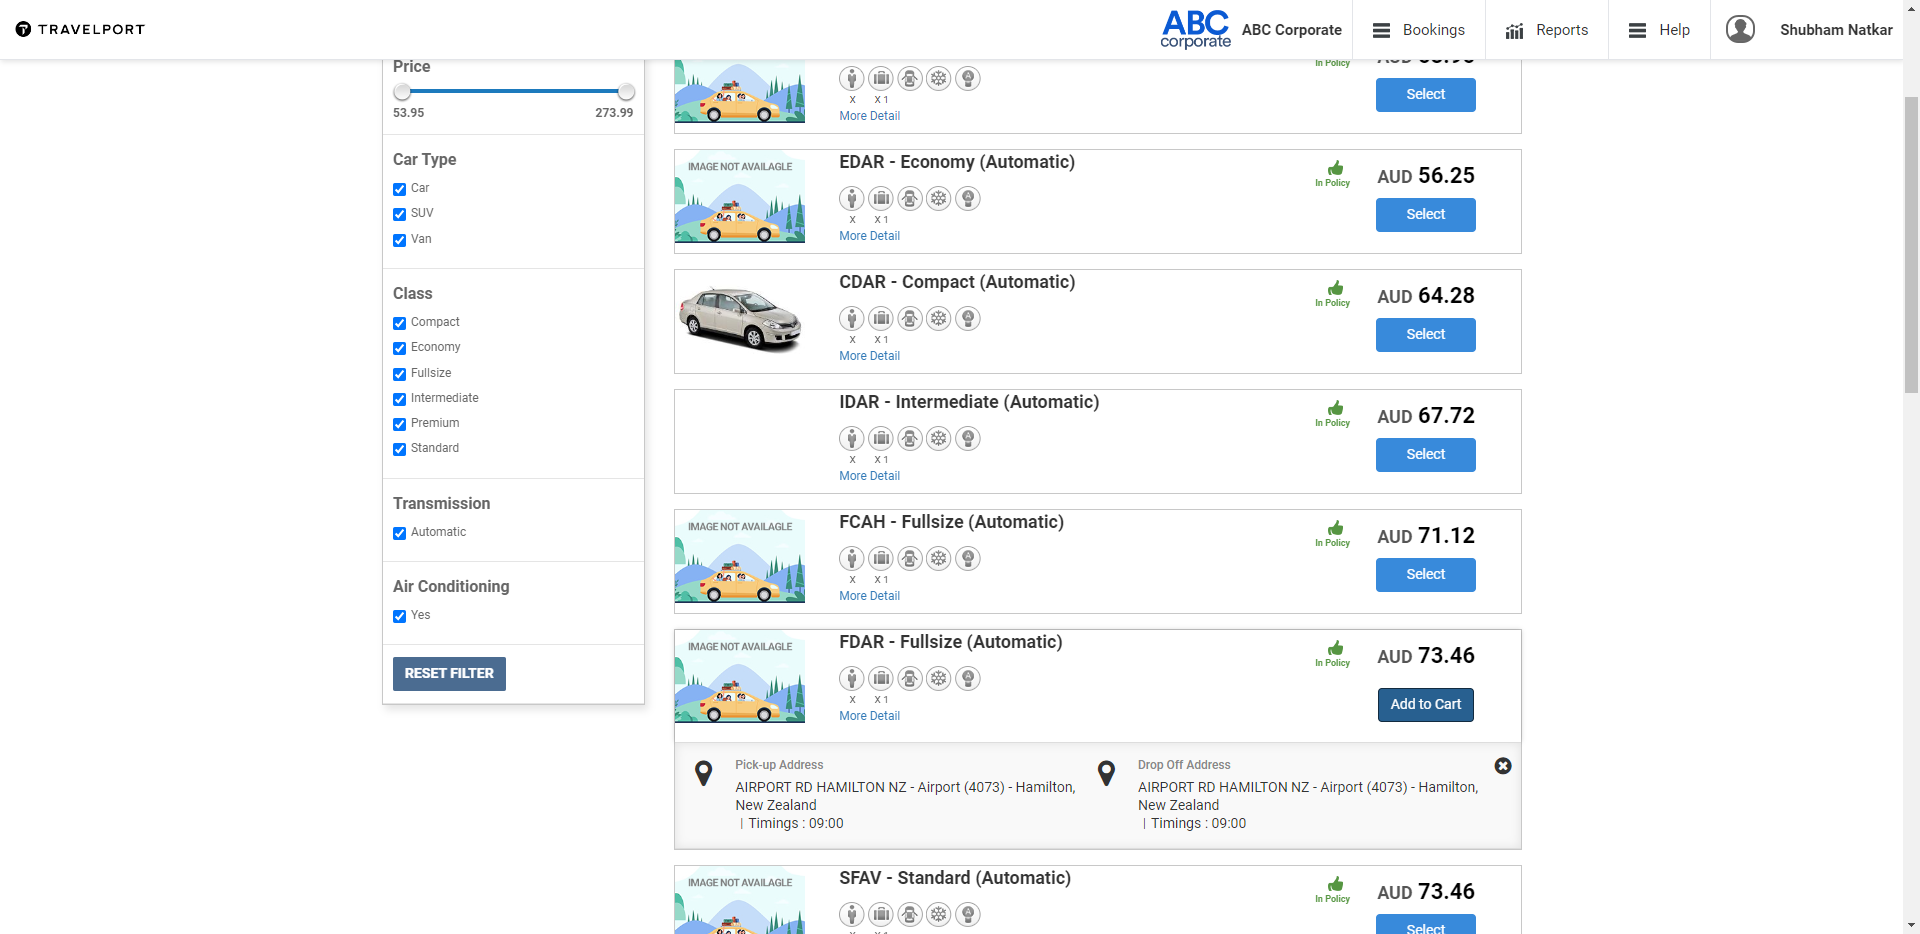 TRAVELPORT
ABC
corporate
ABC Corporate
Bookings
Reports
Help
Shubham Natkar
Price
53.95
273.99
Car Type
Car
SUV
Van
Class
Compact
Economy
Fullsize
Intermediate
Premium
Standard
Transmission
Automatic
Air Conditioning
Yes
RESET FILTER
X
X 1
More Detail
In Policy
AUD
Select
IMAGE NOT AVAILAGLE
EDAR - Economy (Automatic)
X
X 1
More Detail
In Policy
AUD 56.25
Select
CDAR - Compact (Automatic)
X
X 1
More Detail
In Policy
AUD 64.28
Select
IDAR - Intermediate (Automatic)
X
X 1
More Detail
In Policy
AUD 67.72
Select
IMAGE NOT AVAILAGLE
FCAH - Fullsize (Automatic)
X
X 1
More Detail
In Policy
AUD 71.12
Select
IMAGE NOT AVAILAGLE
FDAR - Fullsize (Automatic)
X
X 1
More Detail
In Policy
AUD 73.46
Add to Cart
Pick-up Address
AIRPORT RD HAMILTON NZ - Airport (4073) - Hamilton,
New Zealand
| Timings : 09:00
Drop Off Address
AIRPORT RD HAMILTON NZ - Airport (4073) - Hamilton,
New Zealand
| Timings : 09:00
IMAGE NOT AVAILAGLE
SFAV - Standard (Automatic)
X
X 1
In Policy
AUD 73.46
Select